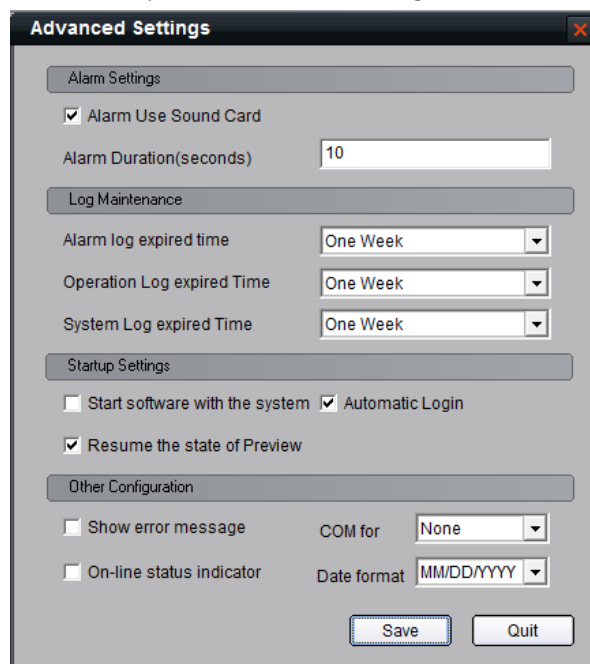 Advanced Settings
Alarm Settings
Alarm Use Sound Card
Alarm Duration(seconds) 10
Log Maintenance
Alarm log expired time One Week
Operation Log expired Time One Week
System Log expired Time One Week
Startup Settings
Start software with the system Automatic Login
Resume the state of Preview
Other Configuration
Show error message COM for None
On-line status indicator Date format MM/DD/YYYY
Save Quit